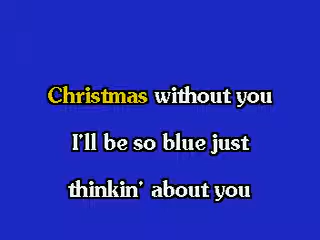 Christmas without you
I'll be so blue just
thinkin' about you